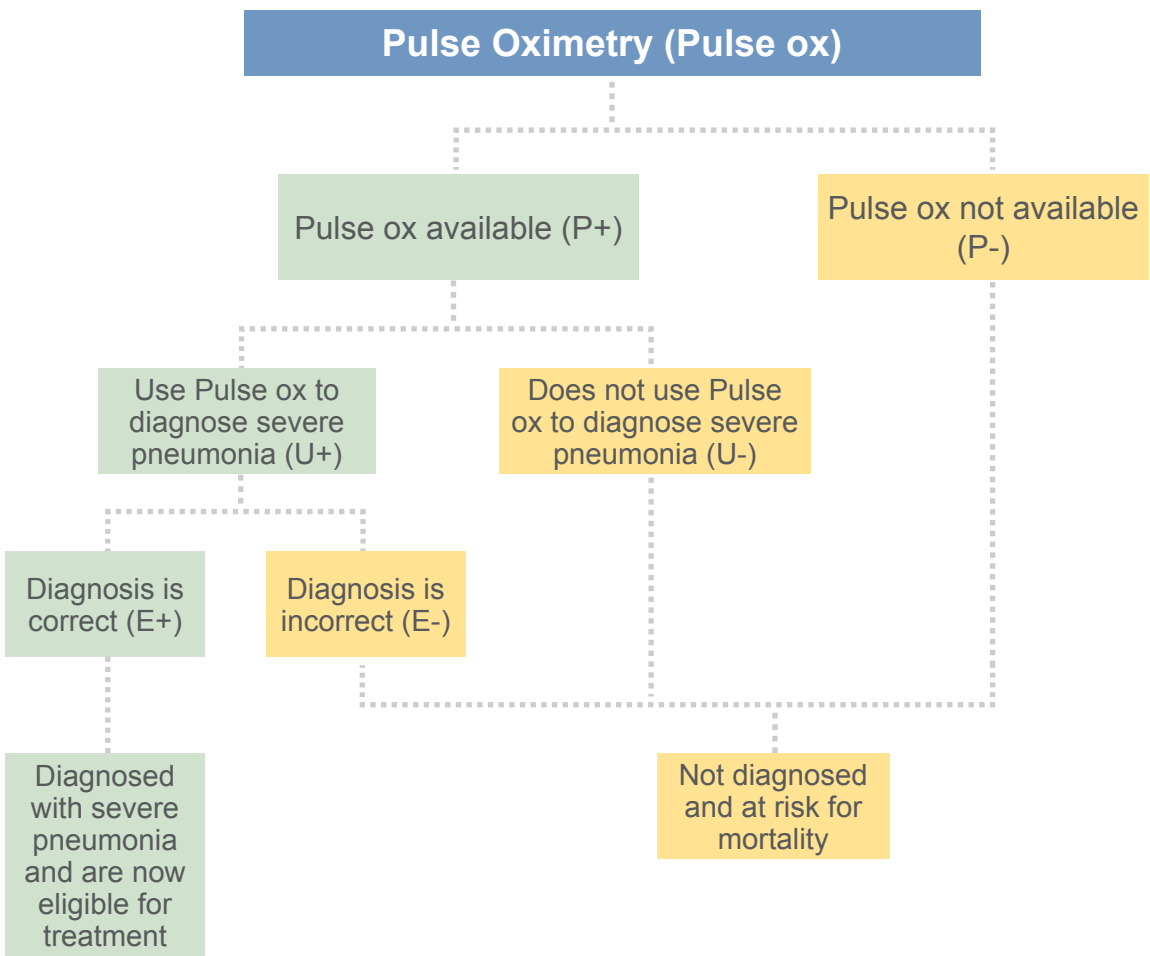 Pulse Oximetry (Pulse ox)
Pulse ox available (P+)
Pulse ox not available
(P-)
Use Pulse ox to
diagnose severe
pneumonia (U+)
Does not use Pulse
ox to diagnose severe
pneumonia (U-)
Diagnosis is
correct (E+)
Diagnosis is
incorrect (E-)
Diagnosed
with severe
pneumonia
and are now
eligible for
treatment
Not diagnosed
and at risk for
mortality